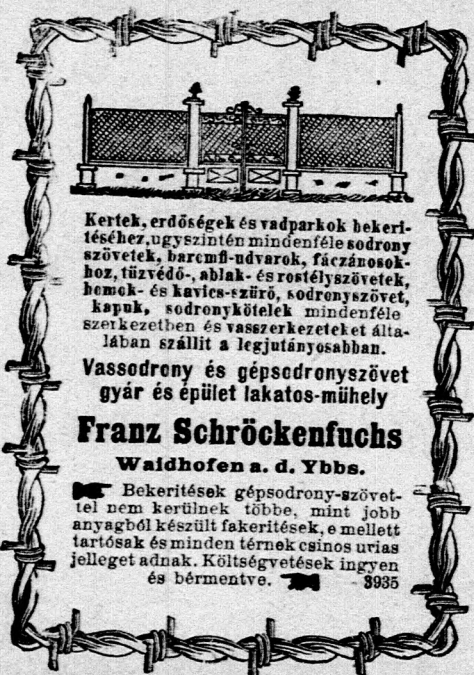 Kertek, erdőségek és vadparkok bekeri-
téséhez, ugyszintén mindenféle sodrony
szövetek, baromfi-udvarok, fáczánosok-
hoz, tüzvédő-, ablak- és rostélyszövetek,
homok- és kavics-szürő, sodronyszövet,
kapuk, sodronykötelek mindenféle
szerkezetben és vasszerkezeteket álta-
lában szállit a legjutányosabban.
Vassodrony és gépsodronyszövet
gyár és épület lakatos-mühely
Franz Schröckenfuchs
Waidhofen a. d. Ybbs.
Bekeritések gépsodrony-szövet-
tel nem kerülnek többe, mint jobb
anyagból készült fakeritések, e mellett
tartósak és minden térnek csinos urias
jelleget adnak. Költségvetések ingyen
és bérmentve. 3935